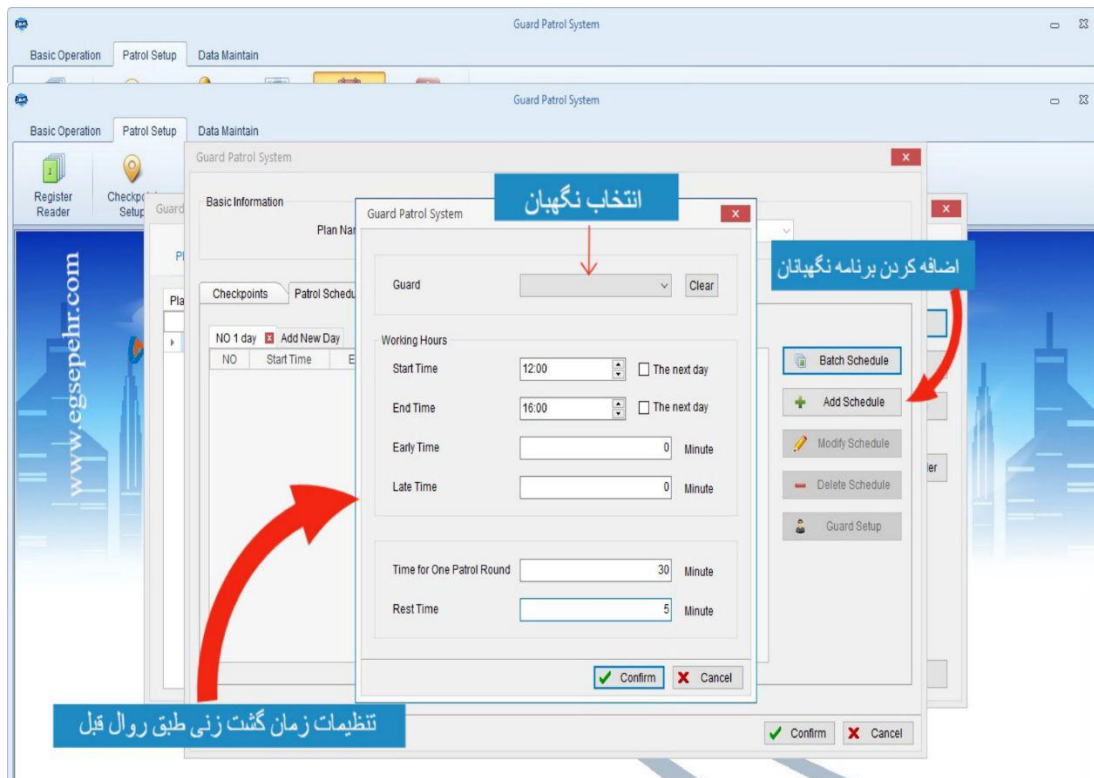 Guard Patrol System
Basic Operation Patrol Setup Data Maintain
Guard Patrol System
Basic Operation Patrol Setup Data Maintain
Register Reader
Setup
Guard Patrol System
Guard
Basic Information
Plan
انتخاب نگهبان
Guard Patrol System
اضافه کردن برنامه نگهبانان
Checkpoints Patrol
Guard Clear
NO 1 day Add New Day
NO Start Time
Working Hours
Start Time 12:00 The next day
End Time 16:00 The next day
Early Time 0 Minute
Late Time 0 Minute
Time for One Patrol Round 30 Minute
Rest Time 5 Minute
Confirm Cancel
Batch Schedule
Add Schedule
Modify Schedule
Delete Schedule
Guard Setup
تنظیمات زمان گشت زنی طبق روال قبل
Confirm Cancel
www.egsepehr.com